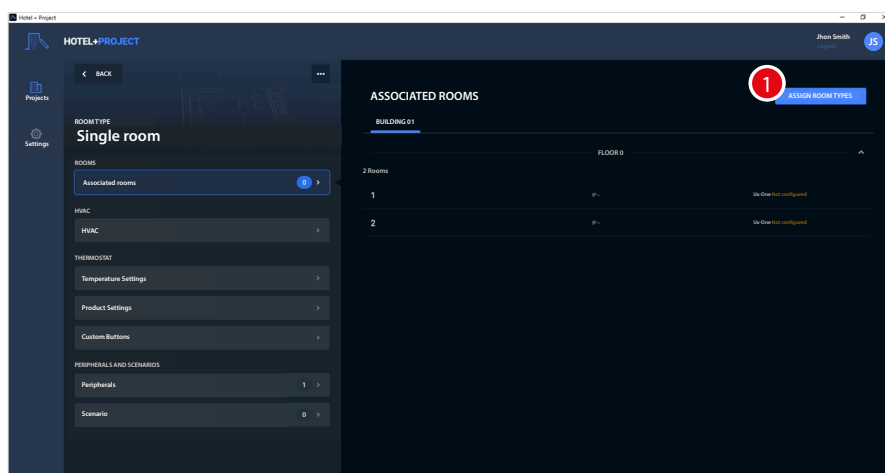 Hotel + Project
HOTEL+PROJECT
Jhon Smith
Logout
JS
Projects
Settings
BACK
ROOM TYPE
Single room
ROOMS
Associated rooms 0
HVAC
HVAC
THERMOSTAT
Temperature Settings
Product Settings
Custom Buttons
PERIPHERALS AND SCENARIOS
Peripherals 1
Scenario 0
ASSOCIATED ROOMS
1
ASSIGN ROOM TYPES
BUILDING 01
FLOOR 0
2 Rooms
1 IP - Ux-One Not configured
2 IP - Ux-One Not configured